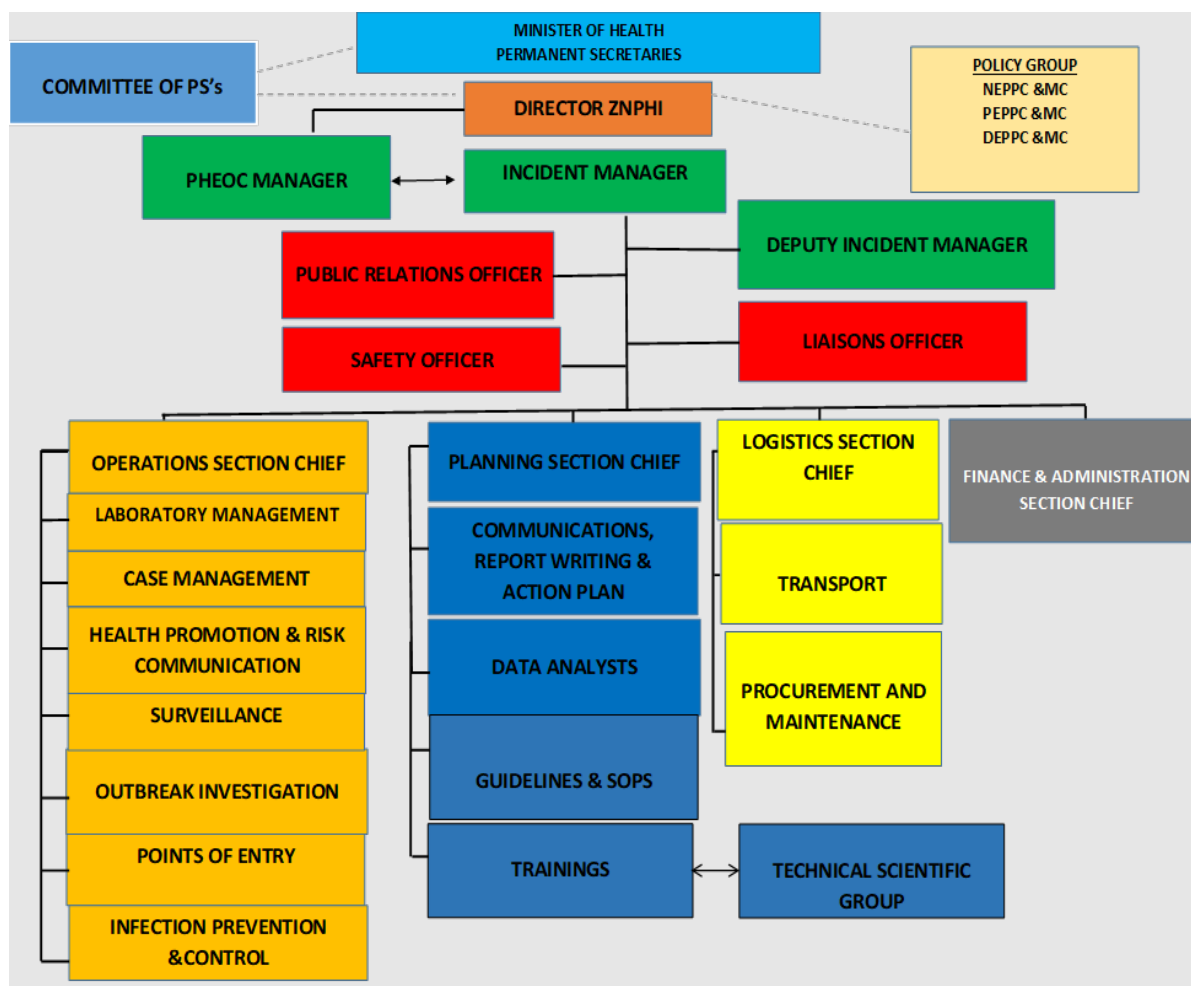 MINISTER OF HEALTH
PERMANENT SECRETARIES
COMMITTEE OF PS's
POLICY GROUP
NEPPC &MC
PEPPC &MC
DEPPC &MC
DIRECTOR ZNPHI
PHEOC MANAGER
INCIDENT MANAGER
DEPUTY INCIDENT MANAGER
PUBLIC RELATIONS OFFICER
SAFETY OFFICER
LIAISONS OFFICER
OPERATIONS SECTION CHIEF
LABORATORY MANAGEMENT
CASE MANAGEMENT
HEALTH PROMOTION & RISK
COMMUNICATION
SURVEILLANCE
OUTBREAK INVESTIGATION
POINTS OF ENTRY
INFECTION PREVENTION
&CONTROL
PLANNING SECTION CHIEF
COMMUNICATIONS,
REPORT WRITING &
ACTION PLAN
DATA ANALYSTS
GUIDELINES & SOPS
TRAININGS
TECHNICAL SCIENTIFIC
GROUP
LOGISTICS SECTION
CHIEF
TRANSPORT
PROCUREMENT AND
MAINTENANCE
FINANCE & ADMINISTRATION
SECTION CHIEF